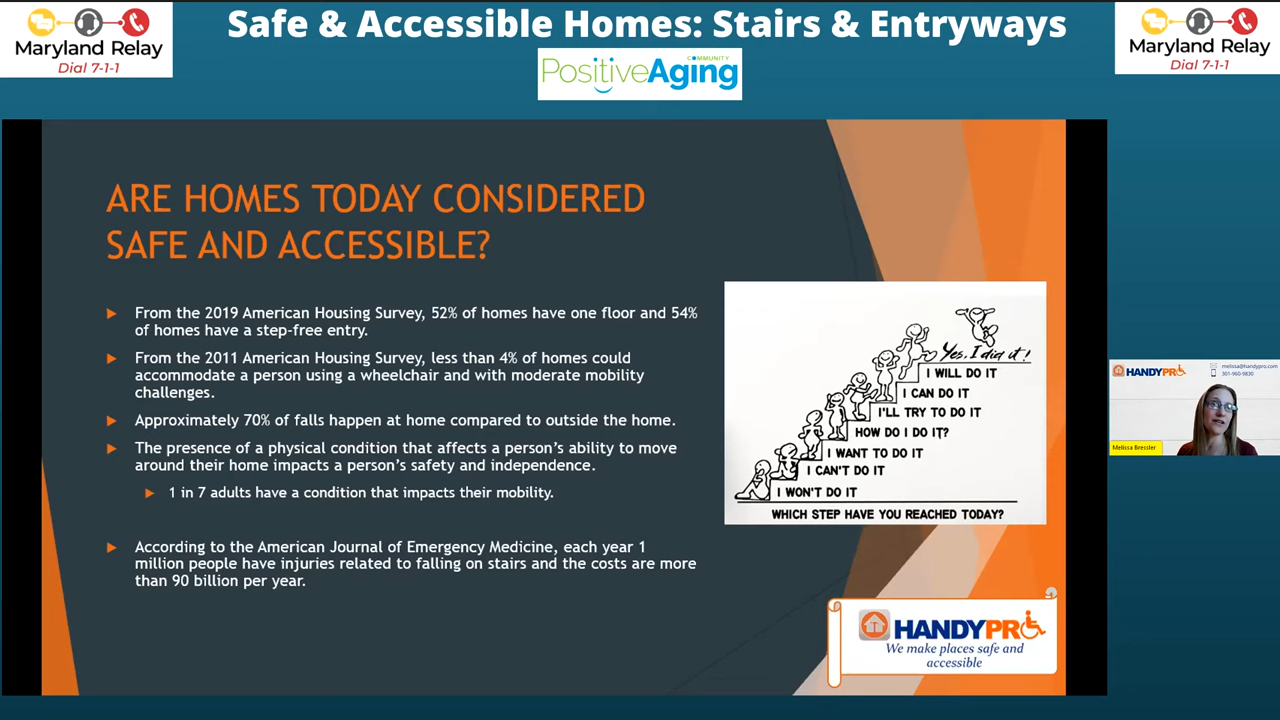 Maryland Relay
Dial 7-1-1
Safe & Accessible Homes: Stairs & Entryways
COMMUNITY
PositiveAging
Maryland Relay
Dial 7-1-1
ARE HOMES TODAY CONSIDERED
SAFE AND ACCESSIBLE?
From the 2019 American Housing Survey, 52% of homes have one floor and 54%
of homes have a step-free entry.
From the 2011 American Housing Survey, less than 4% of homes could
accommodate a person using a wheelchair and with moderate mobility
challenges.
Approximately 70% of falls happen at home compared to outside the home.
The presence of a physical condition that affects a person's ability to move
around their home impacts a person's safety and independence.
1 in 7 adults have a condition that impacts their mobility.
According to the American Journal of Emergency Medicine, each year 1
million people have injuries related to falling on stairs and the costs are more
than 90 billion per year.
Yes, I did it!
I WILL DO IT
I CAN DO IT
I'LL TRY TO DO IT
HOW DO I DO IT?
I WANT TO DO IT
I CAN'T DO IT
I WON'T DO IT
WHICH STEP HAVE YOU REACHED TODAY?
HANDYPRO
We make places safe and
accessible
HANDYPRO
melissa@handypro.com
301-960-9830
Melissa Bressler